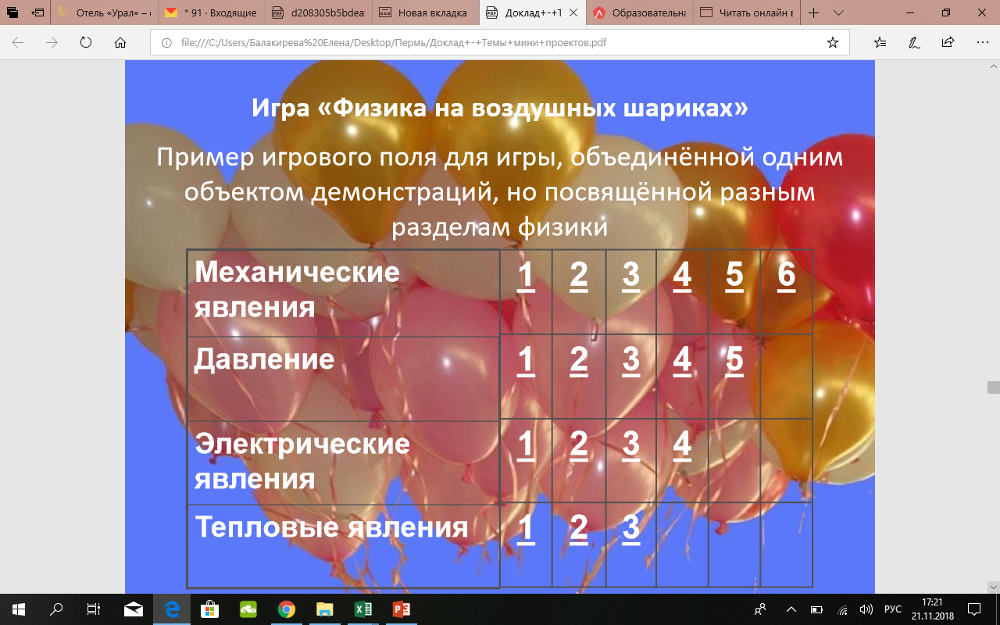 Отель «Урал» – 
* 91 · Входящие
d208305b5bdea
Новая вкладка
Доклад+-+Т
Образовательна
Читать онлайн
file:///C:/Users/Балакирева%20Елена/Desktop/Пермь/Доклад+-+Темы+мини+проектов.pdf
Игра «Физика на воздушных шариках»
Пример игрового поля для игры, объединённой одним
объектом демонстраций, но посвящённой разным
разделам физики
Механические 1 2 3 4 5 6
явления
Давление 1 2 3 4 5
Электрические 1 2 3 4
явления
Тепловые явления 1 2 3
РУС
17:21
21.11.2018